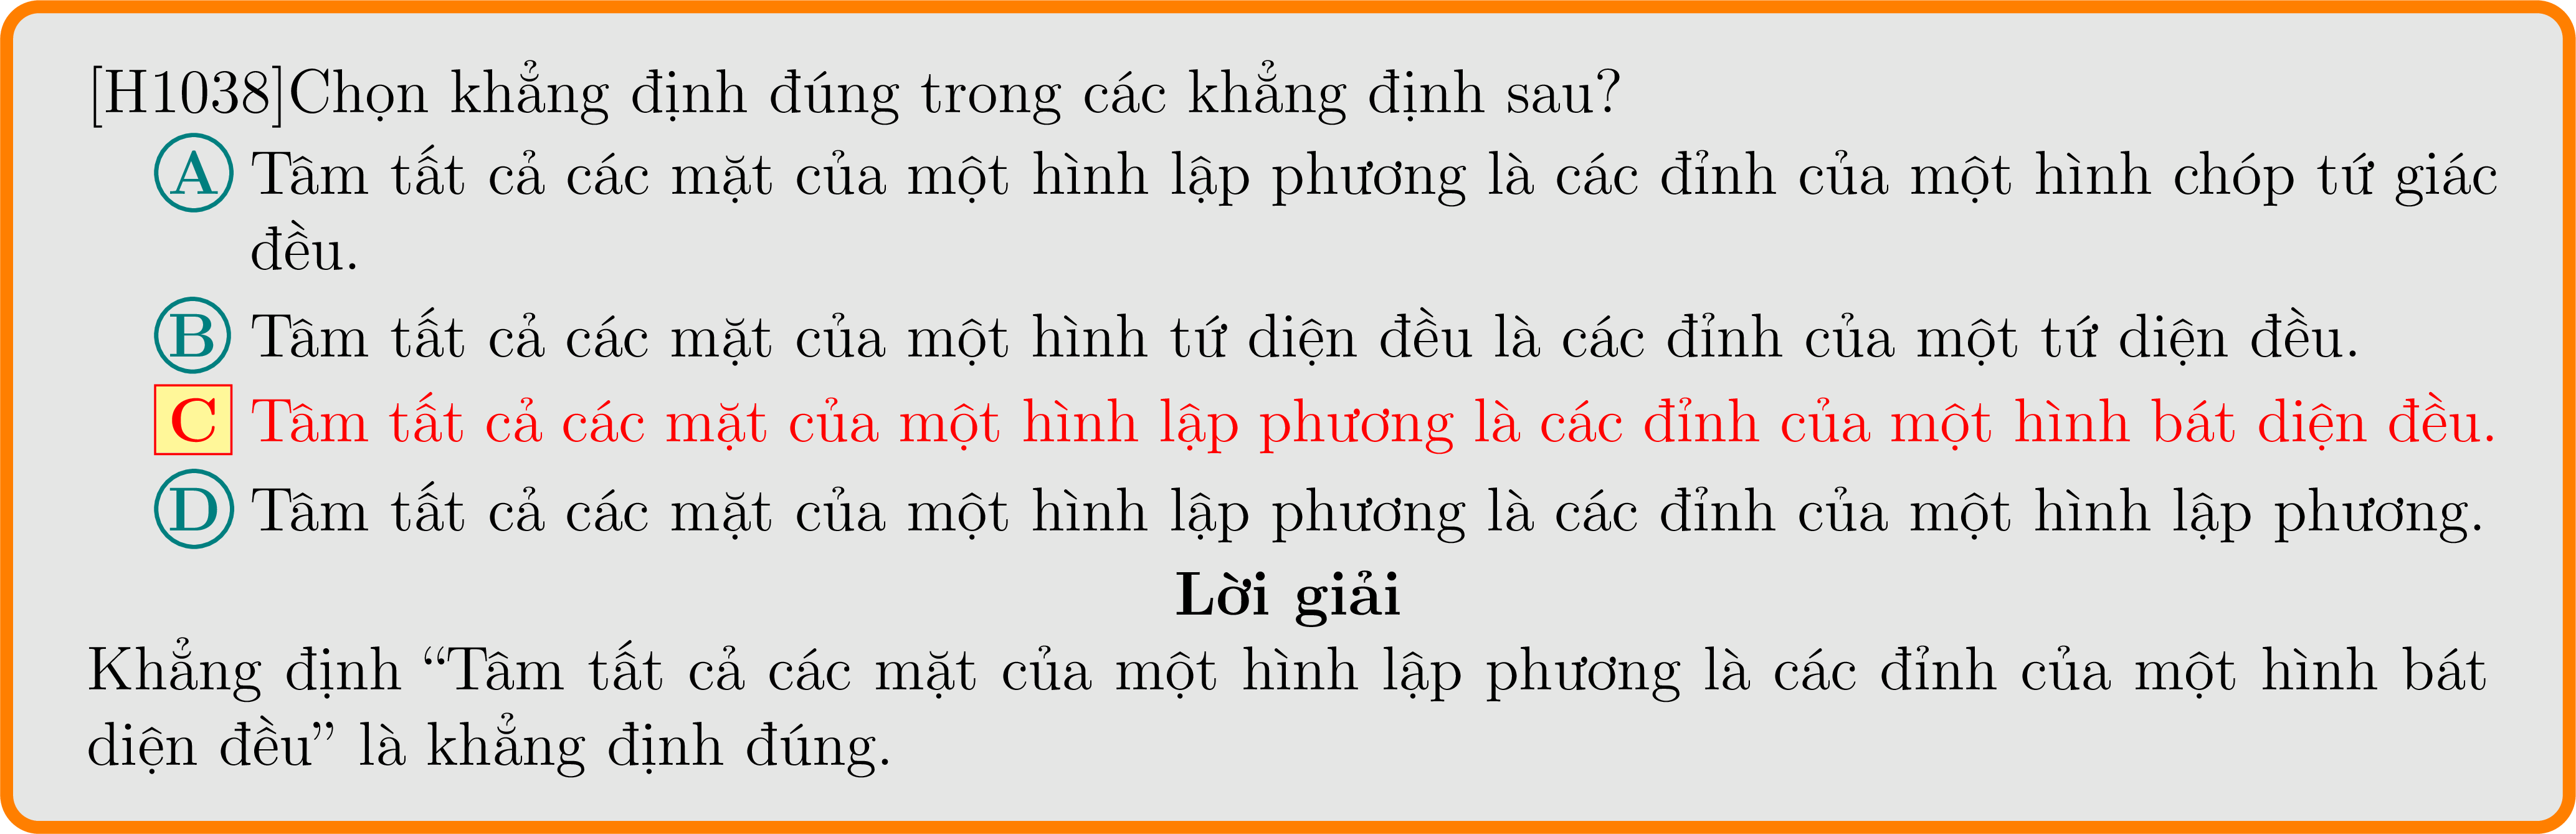 [H1038]Chọn khẳng định đúng trong các khẳng định sau?
A Tâm tất cả các mặt của một hình lập phương là các đỉnh của một hình chóp tứ giác
đều.
B Tâm tất cả các mặt của một hình tứ diện đều là các đỉnh của một tứ diện đều.
C Tâm tất cả các mặt của một hình lập phương là các đỉnh của một hình bát diện đều.
D Tâm tất cả các mặt của một hình lập phương là các đỉnh của một hình lập phương.
Lời giải
Khẳng định “Tâm tất cả các mặt của một hình lập phương là các đỉnh của một hình bát
diện đều” là khẳng định đúng.